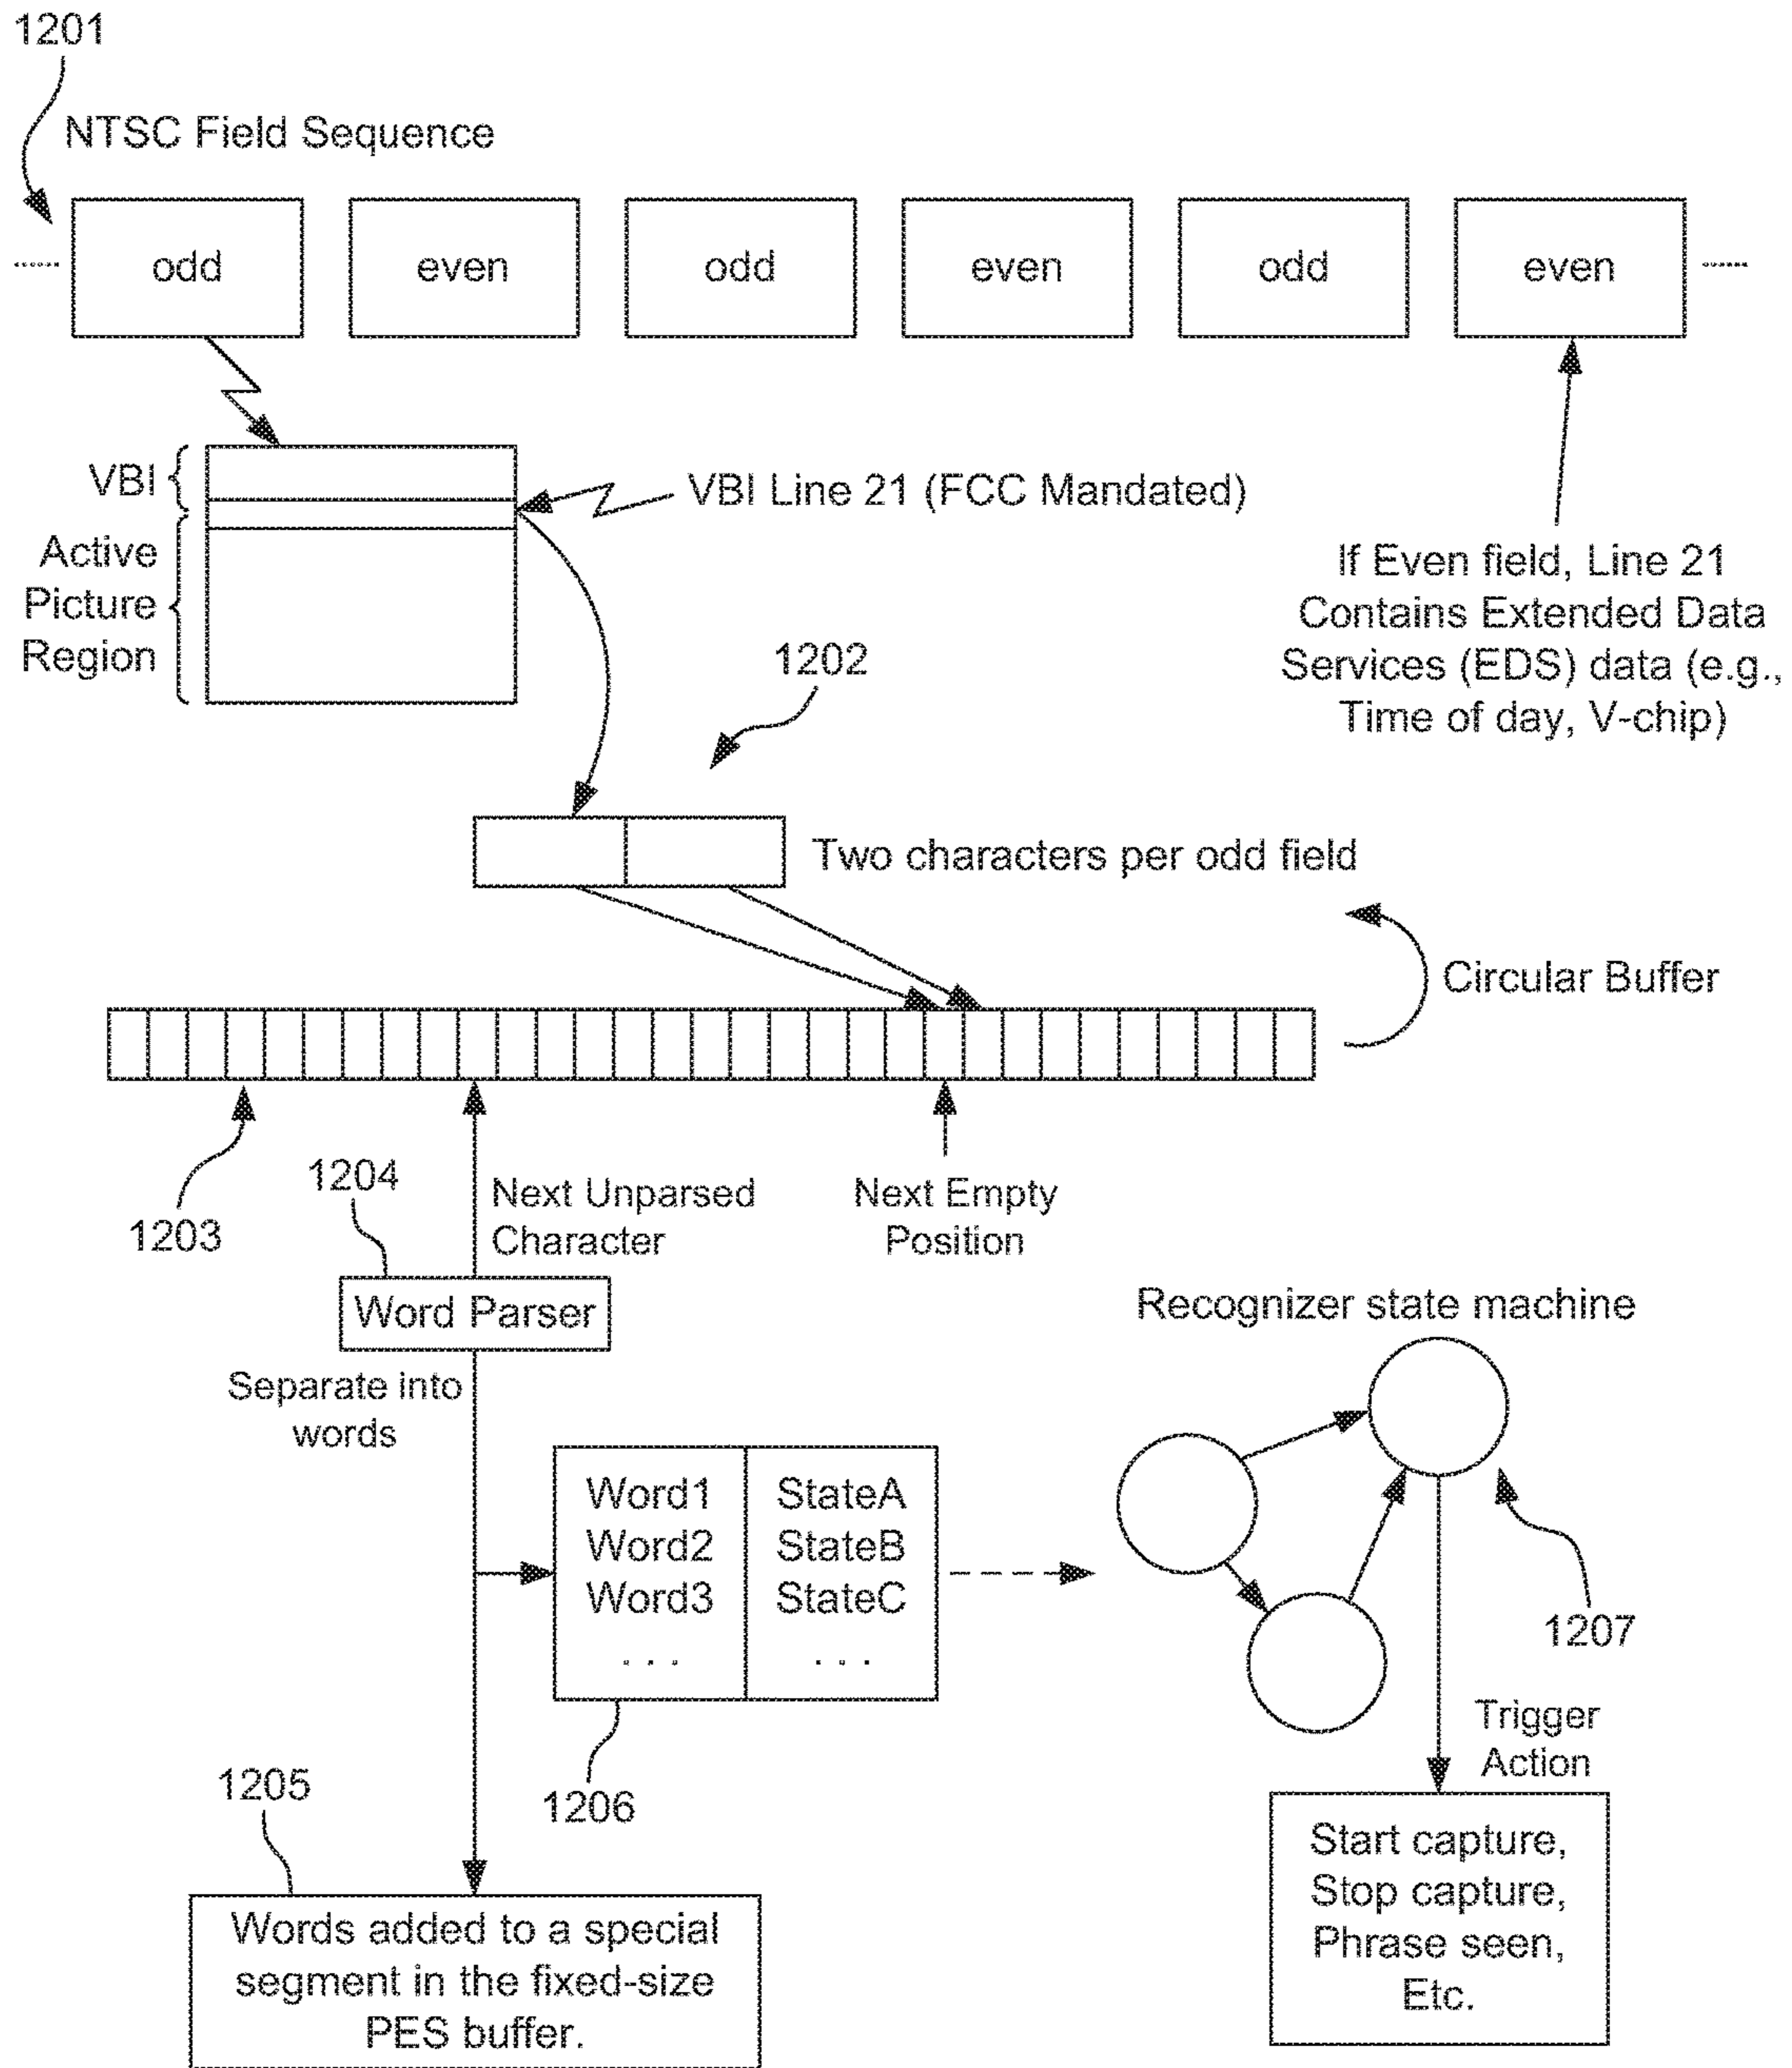 1201
NTSC Field Sequence
...... odd even odd even odd even ......
VBI
VBI Line 21 (FCC Mandated)
Active
Picture
Region
If Even field, Line 21
Contains Extended Data
Services (EDS) data (e.g.,
Time of day, V-chip)
1202
Two characters per odd field
Circular Buffer
1203
1204
Next Unparsed
Character
Next Empty
Position
Word Parser
Separate into
words
Recognizer state machine
Word1 StateA
Word2 StateB
Word3 StateC
. . . . . .
1206
1207
Trigger
Action
1205
Words added to a special
segment in the fixed-size
PES buffer.
Start capture,
Stop capture,
Phrase seen,
Etc.